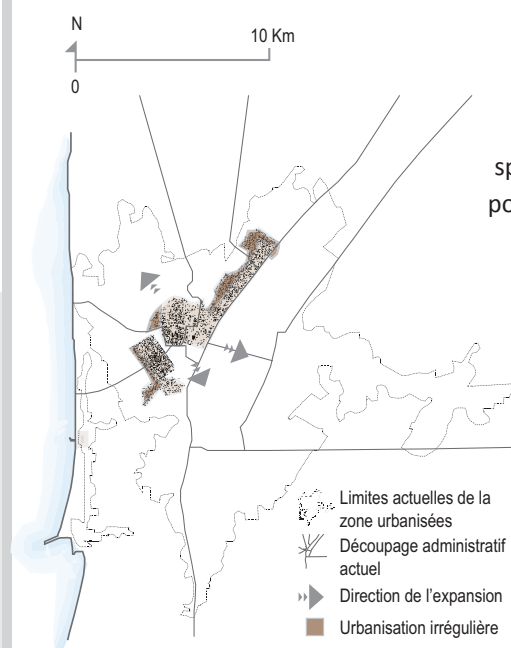 N
10 Km
0
sp
po
Limites actuelles de la
zone urbanisées
Découpage administratif
actuel
Direction de l'expansion
Urbanisation irrégulière